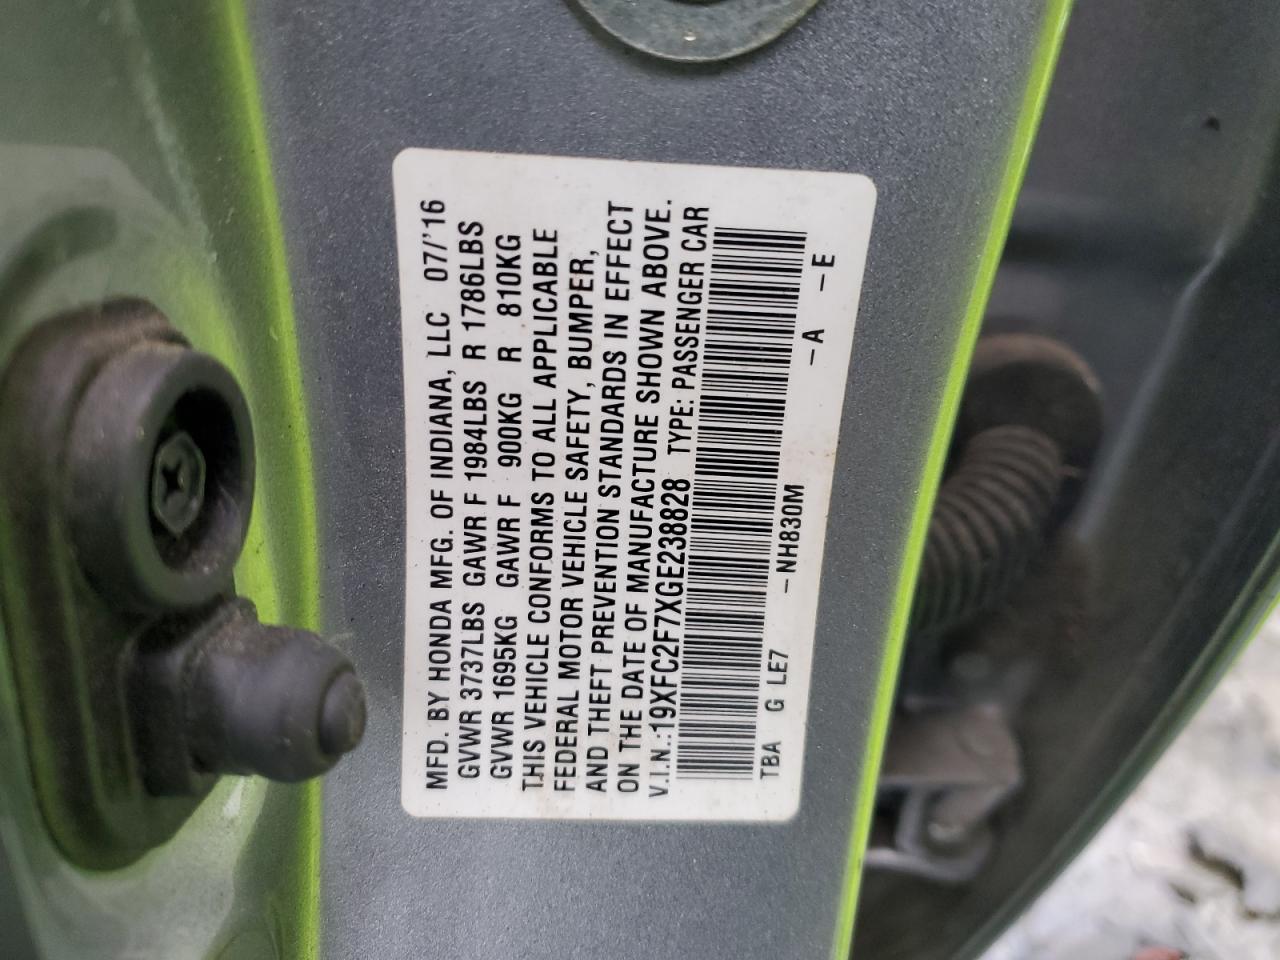 MFD. BY HONDA MFG. OF INDIANA, LLC 07/'16
GVWR 3737LBS GAWR F 1984LBS R 1786LBS
GVWR 1695KG GAWR F 900KG R 810KG
THIS VEHICLE CONFORMS TO ALL APPLICABLE
FEDERAL MOTOR VEHICLE SAFETY, BUMPER,
AND THEFT PREVENTION STANDARDS IN EFFECT
ON THE DATE OF MANUFACTURE SHOWN ABOVE.
V.I.N.:19XFC2F7XGE238828 TYPE: PASSENGER CAR
TBA G LE7 -NH830M -A -E